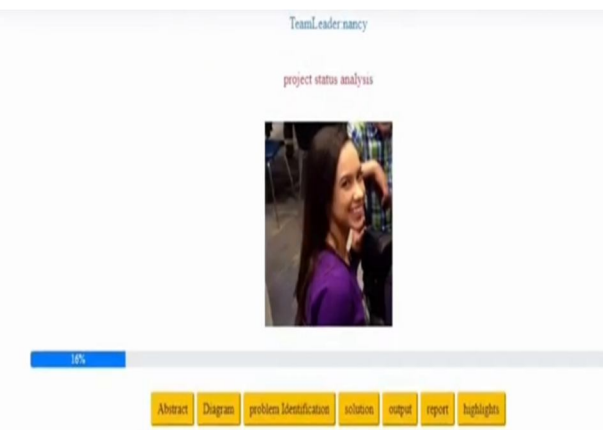 TeamLeader:nancy
project status analysis
16%
Abstract Diagram problem Identification solution output report highlights